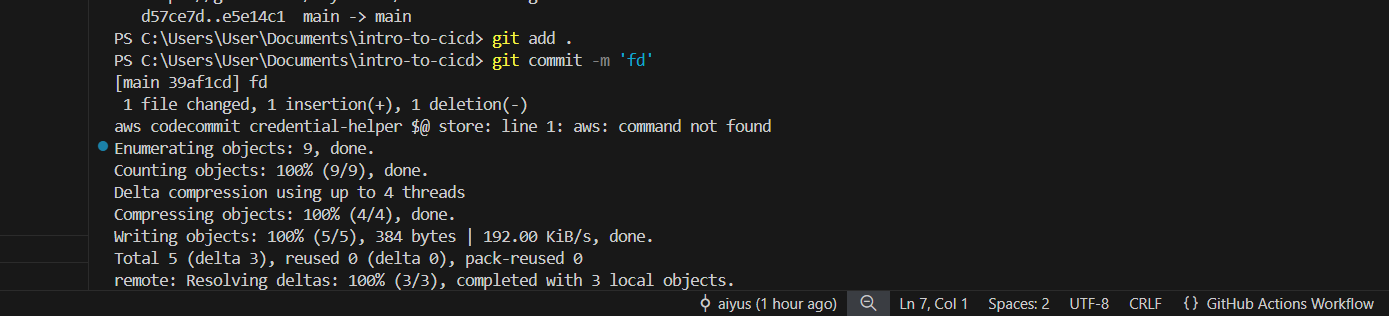 d57ce7d..e5e14c1  main -> main
PS C:\Users\User\Documents\intro-to-cicd> git add .
PS C:\Users\User\Documents\intro-to-cicd> git commit -m 'fd'
[main 39af1cd] fd
 1 file changed, 1 insertion(+), 1 deletion(-)
aws codecommit credential-helper $@ store: line 1: aws: command not found
Enumerating objects: 9, done.
Counting objects: 100% (9/9), done.
Delta compression using up to 4 threads
Compressing objects: 100% (4/4), done.
Writing objects: 100% (5/5), 384 bytes | 192.00 KiB/s, done.
Total 5 (delta 3), reused 0 (delta 0), pack-reused 0
remote: Resolving deltas: 100% (3/3), completed with 3 local objects.
aiyus (1 hour ago) Ln 7, Col 1 Spaces: 2 UTF-8 CRLF {} GitHub Actions Workflow